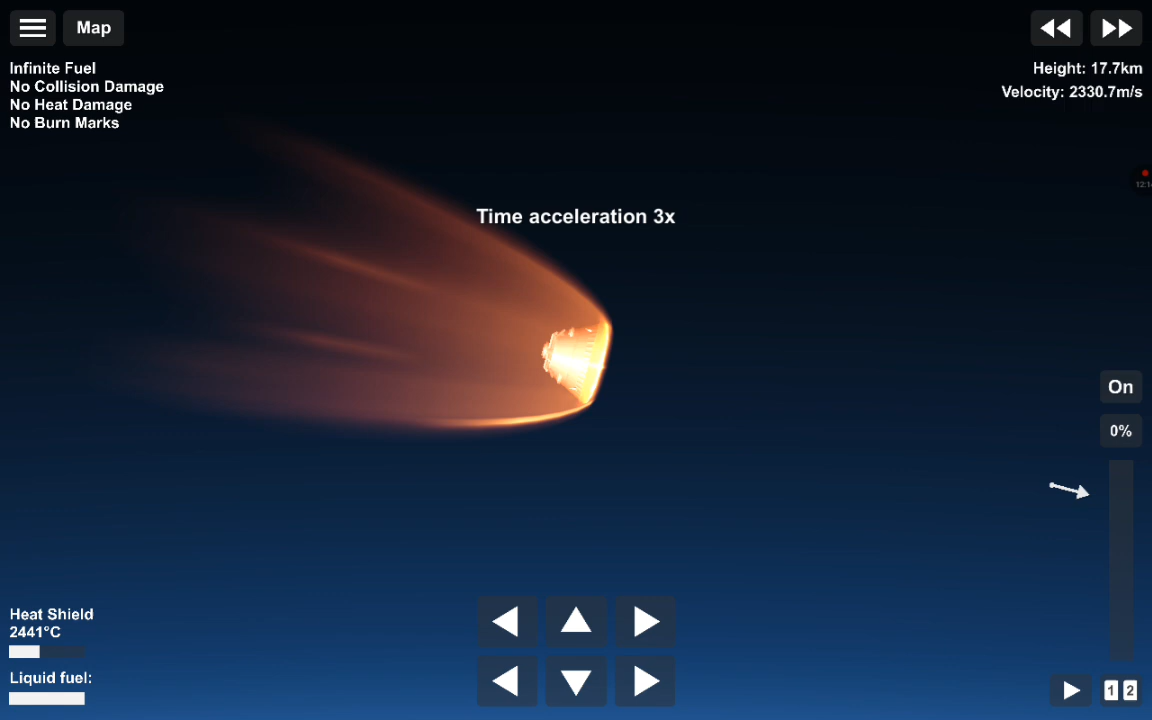 Map
Infinite Fuel
No Collision Damage
No Heat Damage
No Burn Marks
Height: 17.7km
Velocity: 2330.7m/s
Time acceleration 3x
On
0%
Heat Shield
2441°C
Liquid fuel:
1 2